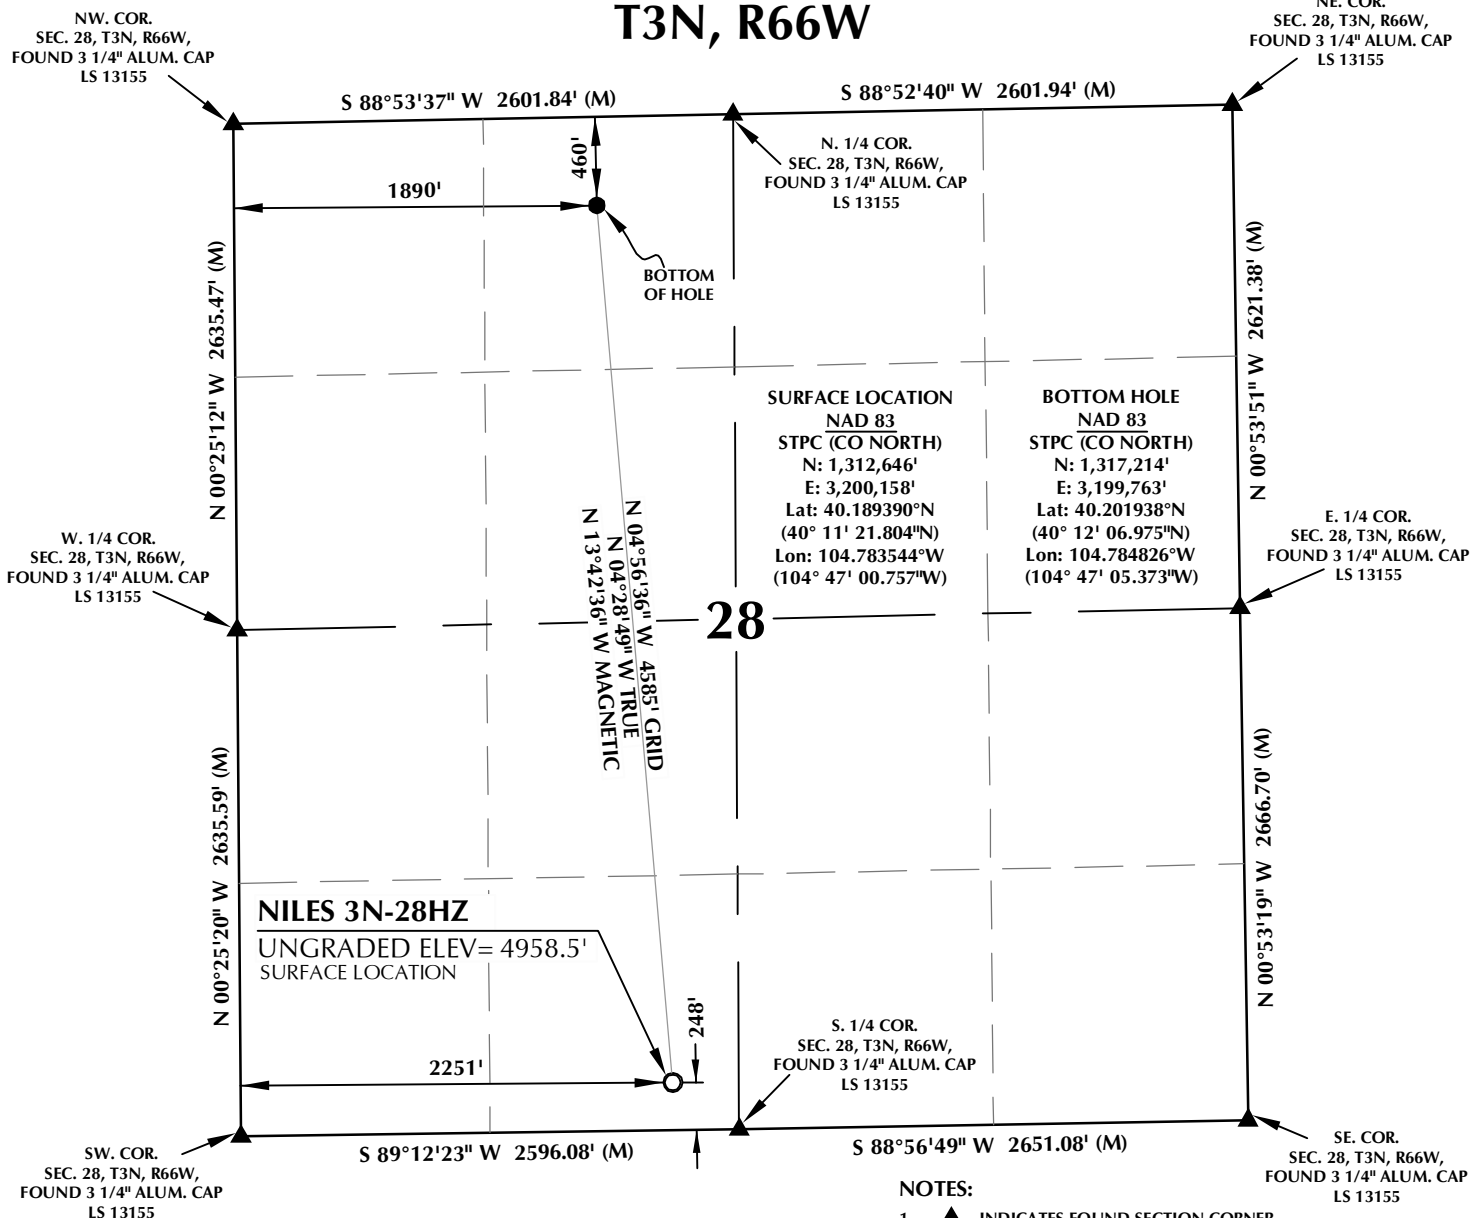 T3N, R66W
NW. COR.
SEC. 28, T3N, R66W,
FOUND 3 1/4" ALUM. CAP
LS 13155
NE. COR.
SEC. 28, T3N, R66W,
FOUND 3 1/4" ALUM. CAP
LS 13155
S 88°53'37" W 2601.84' (M)
S 88°52'40" W 2601.94' (M)
N. 1/4 COR.
SEC. 28, T3N, R66W,
FOUND 3 1/4" ALUM. CAP
LS 13155
460'
1890'
BOTTOM
OF HOLE
N 00°25'12" W 2635.47' (M)
N 00°53'51" W 2621.38' (M)
SURFACE LOCATION
NAD 83
STPC (CO NORTH)
N: 1,312,646'
E: 3,200,158'
Lat: 40.189390°N
(40° 11' 21.804"N)
Lon: 104.783544°W
(104° 47' 00.757"W)
BOTTOM HOLE
NAD 83
STPC (CO NORTH)
N: 1,317,214'
E: 3,199,763'
Lat: 40.201938°N
(40° 12' 06.975"N)
Lon: 104.784826°W
(104° 47' 05.373"W)
W. 1/4 COR.
SEC. 28, T3N, R66W,
FOUND 3 1/4" ALUM. CAP
LS 13155
E. 1/4 COR.
SEC. 28, T3N, R66W,
FOUND 3 1/4" ALUM. CAP
LS 13155
N 04°56'36" W 4585' GRID
N 04°28'49" W TRUE
N 13°42'36" W MAGNETIC
28
N 00°25'20" W 2635.59' (M)
N 00°53'19" W 2666.70' (M)
NILES 3N-28HZ
UNGRADED ELEV= 4958.5'
SURFACE LOCATION
248'
2251'
S. 1/4 COR.
SEC. 28, T3N, R66W,
FOUND 3 1/4" ALUM. CAP
LS 13155
S 89°12'23" W 2596.08' (M)
S 88°56'49" W 2651.08' (M)
SW. COR.
SEC. 28, T3N, R66W,
FOUND 3 1/4" ALUM. CAP
LS 13155
SE. COR.
SEC. 28, T3N, R66W,
FOUND 3 1/4" ALUM. CAP
LS 13155
NOTES:
1. ▲ INDICATES FOUND SECTION CORNER